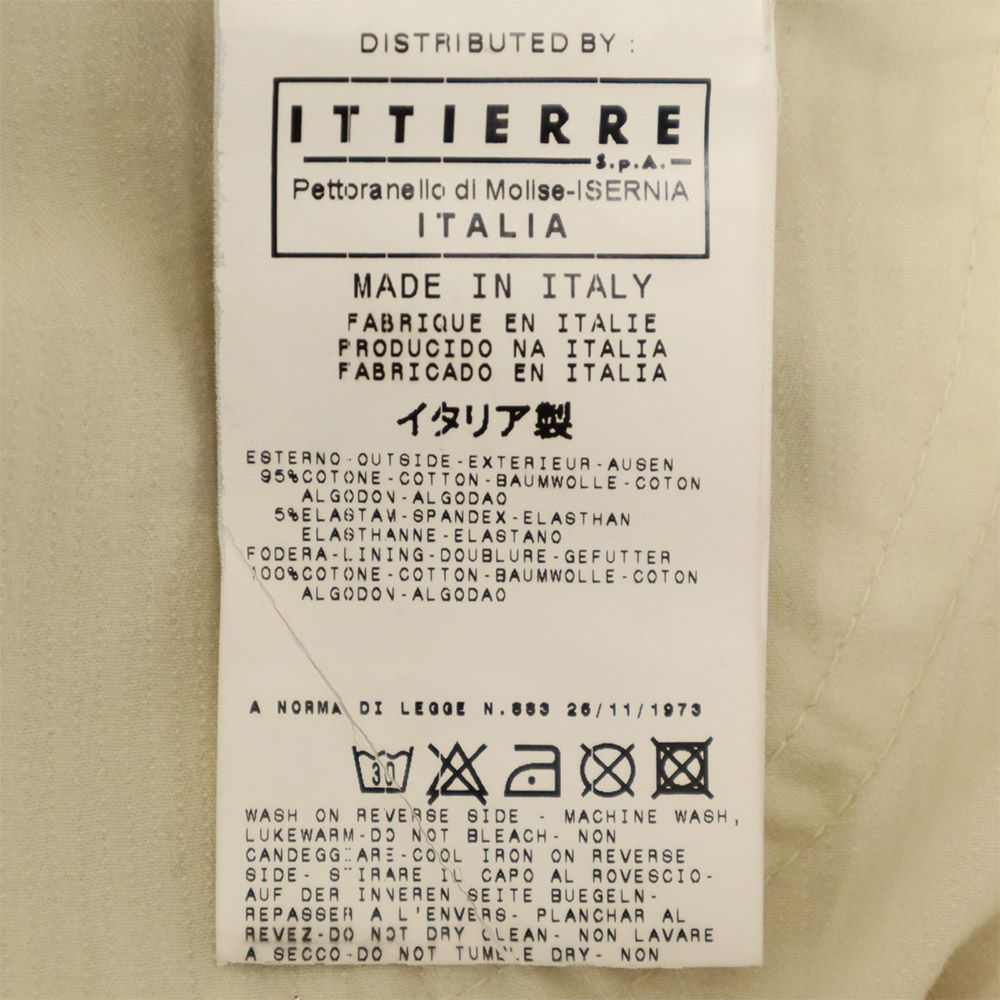 DISTRIBUTED BY :
ITTIERRE
S.p.A.
Pettoranello di Molise-ISERNIA
ITALIA
MADE IN ITALY
FABRIQUE EN ITALIE
PRODUCIDO NA ITALIA
FABRICADO EN ITALIA
イタリア製
ESTERNO-OUTSIDE-EXTERIEUR-AUSEN
95%COTONE-COTTON-BAUMWOLLE-COTON
ALGODON-ALGODAO
5%ELASTAM-SPANDEX-ELASTHAN
ELASTHANNE-ELASTANO
FODERA-LINING-DOUBLURE-GEFUTTER
100%COTONE-COTTON-BAUMWOLLE-COTON
ALGODON-ALGODAO
A NORMA DI LEGGE N.883 26/11/1973
30
WASH ON REVERSE SIDE - MACHINE WASH,
LUKEWARM-DO NOT BLEACH- NON
CANDEGGIARE-COOL IRON ON REVERSE
SIDE- STIRARE IL CAPO AL ROVESCIO-
AUF DER INNEREN SEITE BUEGELN-
REPASSER A L'ENVERS- PLANCHAR AL
REVEZ-DO NOT DRY CLEAN- NON LAVARE
A SECCO-DO NOT TUMBLE DRY- NON